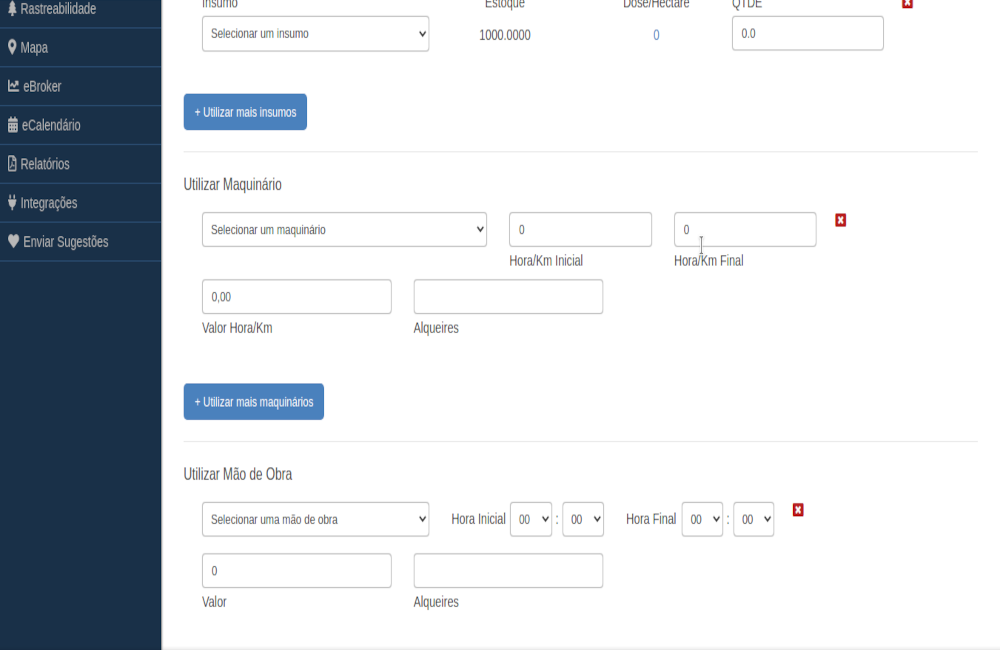 Rastreabilidade
Mapa
eBroker
eCalendário
Relatórios
Integrações
Enviar Sugestões
Insumo Estoque Dose/Hectare QTDE
Selecionar um insumo 1000.0000 0 0.0
+ Utilizar mais insumos
Utilizar Maquinário
Selecionar um maquinário 0 0
Hora/Km Inicial Hora/Km Final
0,00
Valor Hora/Km Alqueires
+ Utilizar mais maquinários
Utilizar Mão de Obra
Selecionar uma mão de obra Hora Inicial 00 : 00 Hora Final 00 : 00
0
Valor Alqueires